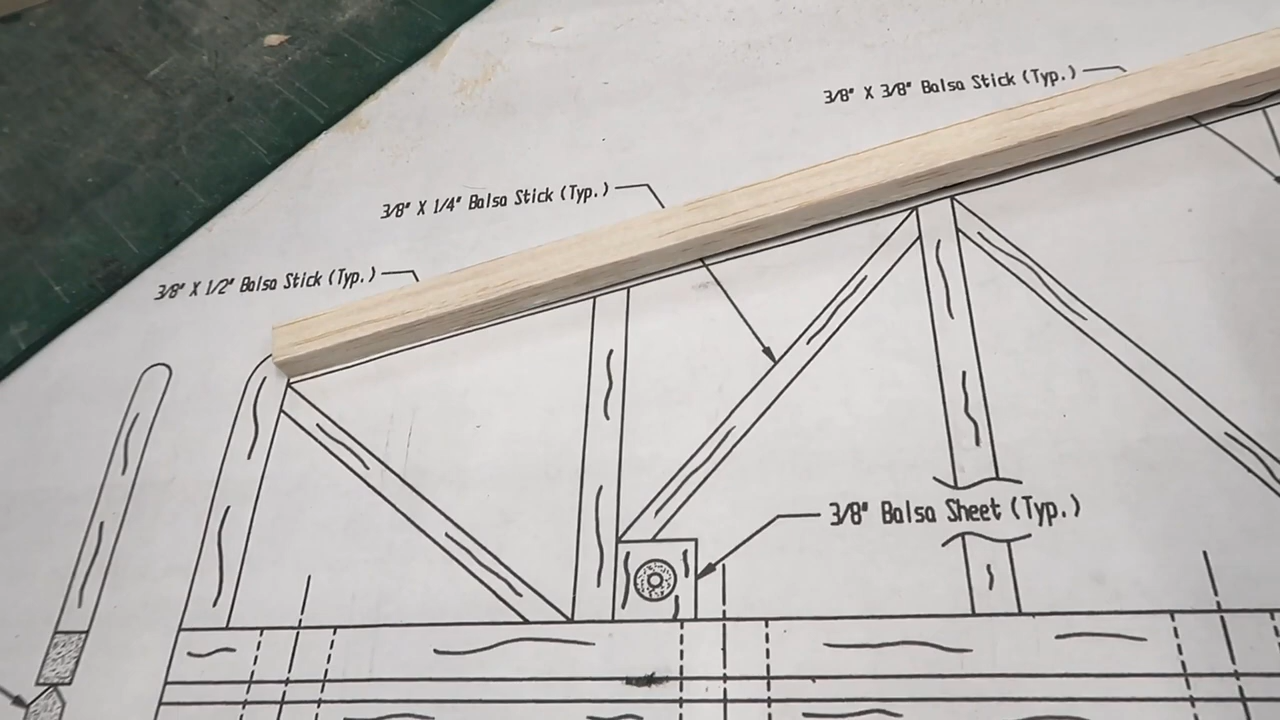 3/8" X 3/8" Balsa Stick (Typ.)
3/8" X 1/4" Balsa Stick (Typ.)
3/8" X 1/2" Balsa Stick (Typ.)
3/8" Balsa Sheet (Typ.)